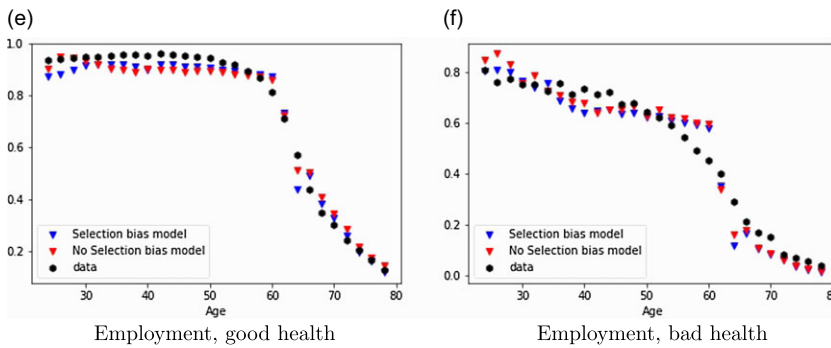 (e)
1.0
0.8
0.6
0.4
0.2
Selection bias model
No Selection bias model
data
30 40 50 60 70 80
Age
Employment, good health
(f)
0.8
0.6
0.4
0.2
0.0
Selection bias model
No Selection bias model
data
30 40 50 60 70 80
Age
Employment, bad health